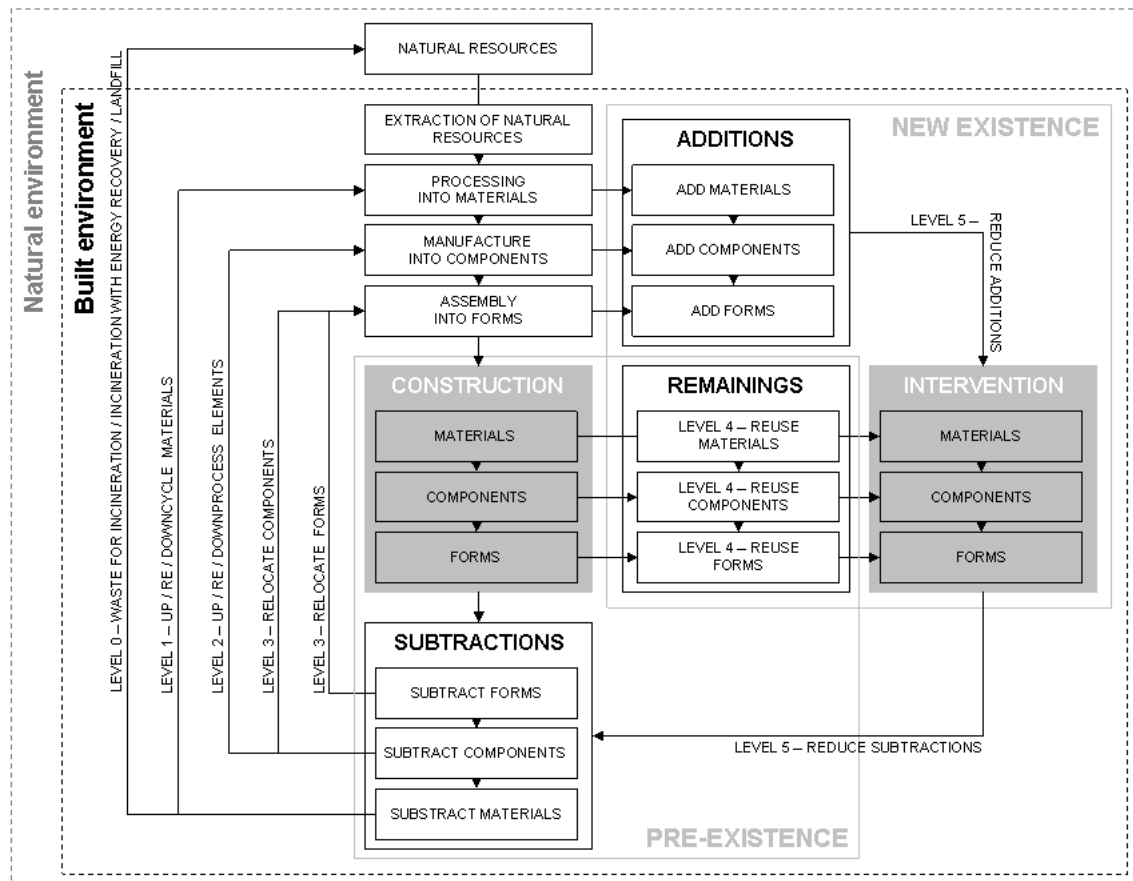 Natural environment
Built environment
NATURAL RESOURCES
EXTRACTION OF NATURAL
RESOURCES
PROCESSING
INTO MATERIALS
MANUFACTURE
INTO COMPONENTS
ASSEMBLY
INTO FORMS
NEW EXISTENCE
ADDITIONS
ADD MATERIALS
ADD COMPONENTS
ADD FORMS
LEVEL 5 –
REDUCE ADDITIONS
CONSTRUCTION
MATERIALS
COMPONENTS
FORMS
REMAININGS
LEVEL 4 – REUSE
MATERIALS
LEVEL 4 – REUSE
COMPONENTS
LEVEL 4 – REUSE
FORMS
INTERVENTION
MATERIALS
COMPONENTS
FORMS
SUBTRACTIONS
SUBTRACT FORMS
SUBTRACT COMPONENTS
SUBSTRACT MATERIALS
LEVEL 5 – REDUCE SUBTRACTIONS
PRE-EXISTENCE
LEVEL 0 – WASTE FOR INCINERATION / INCINERATION WITH ENERGY RECOVERY / LANDFILL
LEVEL 1 – UP / RE / DOWNCYCLE MATERIALS
LEVEL 2 – UP / RE / DOWNPROCESS ELEMENTS
LEVEL 3 – RELOCATE COMPONENTS
LEVEL 3 – RELOCATE FORMS